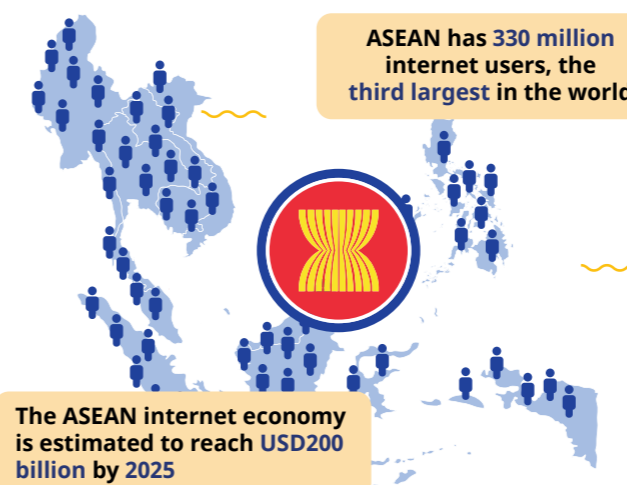 ASEAN has 330 million
internet users, the
third largest in the world
The ASEAN internet economy
is estimated to reach USD200
billion by 2025